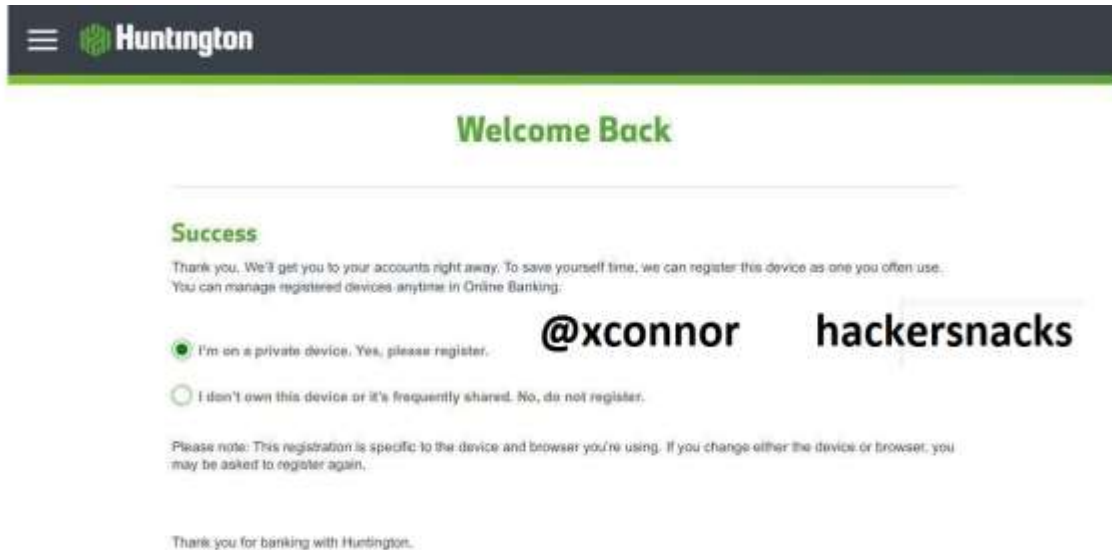 Huntington
Welcome Back
Success
Thank you. We'll get you to your accounts right away. To save yourself time, we can register this device as one you often use.
You can manage registered devices anytime in Online Banking.
@xconnor hackersnacks
I'm on a private device. Yes, please register.
I don't own this device or it's frequently shared. No, do not register.
Please note: This registration is specific to the device and browser you're using. If you change either the device or browser, you
may be asked to register again.
Thank you for banking with Huntington.